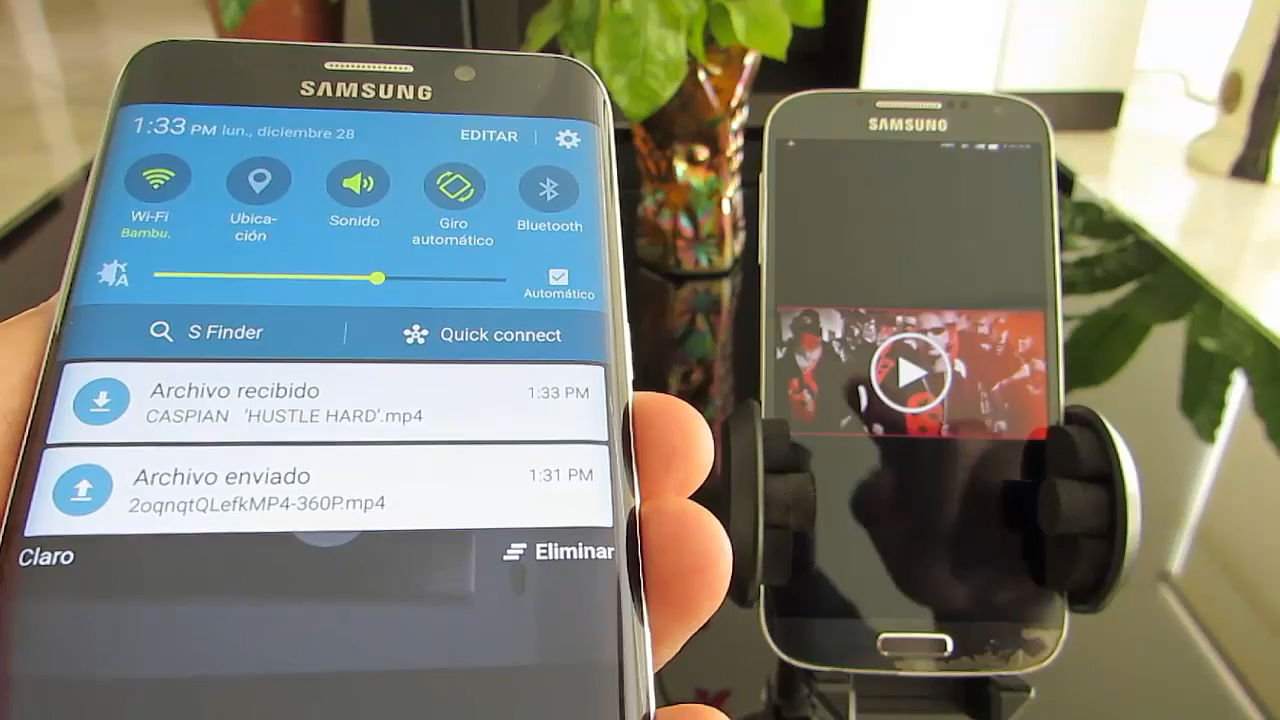 SAMSUNG
1:33 PM lun., diciembre 28
EDITAR
Wi-Fi
Bambu.
Ubica-
ción
Sonido
Giro
automático
Bluetooth
A
Automático
S Finder
Quick connect
Archivo recibido
1:33 PM
CASPIAN 'HUSTLE HARD'.mp4
Archivo enviado
1:31 PM
2oqnqtQLefkMP4-360P.mp4
Claro
Eliminar
SAMSUNG